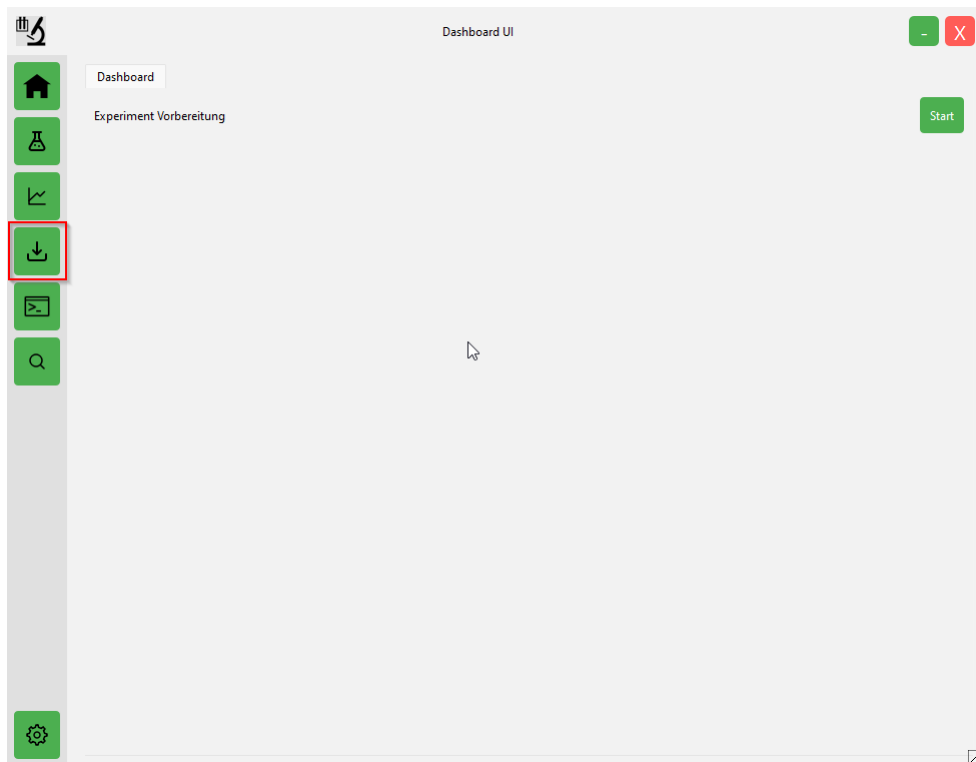 Dashboard UI
- X
Dashboard
Experiment Vorbereitung
Start
>_